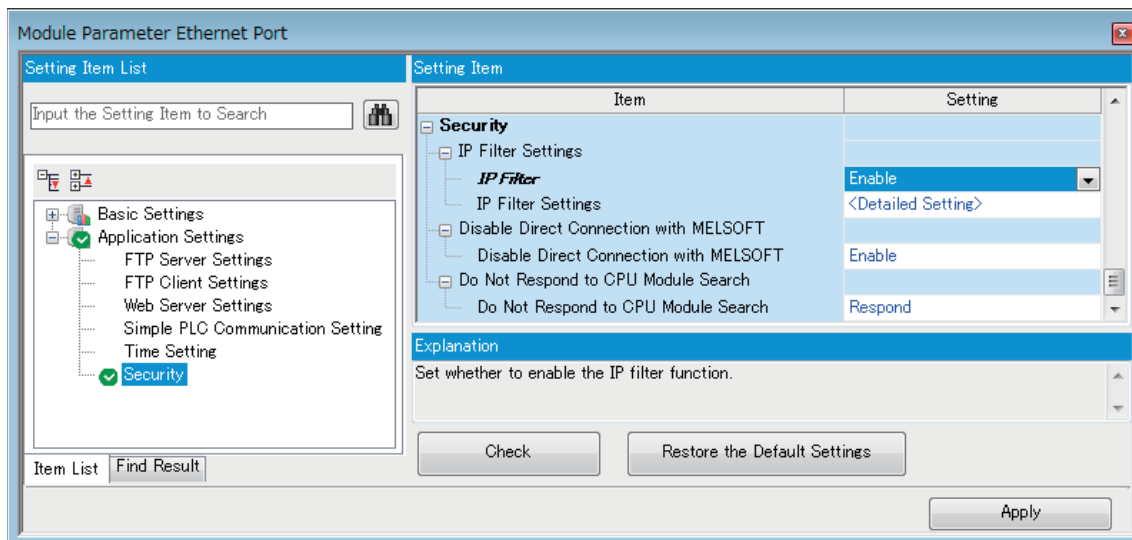 Module Parameter Ethernet Port
Setting Item List
Input the Setting Item to Search
Basic Settings
Application Settings
FTP Server Settings
FTP Client Settings
Web Server Settings
Simple PLC Communication Setting
Time Setting
Security
Item List Find Result
Setting Item
Item Setting
Security
IP Filter Settings
IP Filter Enable
IP Filter Settings <Detailed Setting>
Disable Direct Connection with MELSOFT
Disable Direct Connection with MELSOFT Enable
Do Not Respond to CPU Module Search
Do Not Respond to CPU Module Search Respond
Explanation
Set whether to enable the IP filter function.
Check Restore the Default Settings
Apply